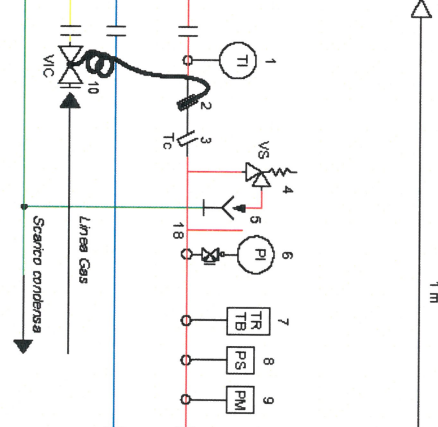 TI
1
VIC
10
2
3
Tc
VS
4
5
18
PI
6
Linea Gas
Scarico condensa
TR
TB
7
PS
8
PM
9
1 m